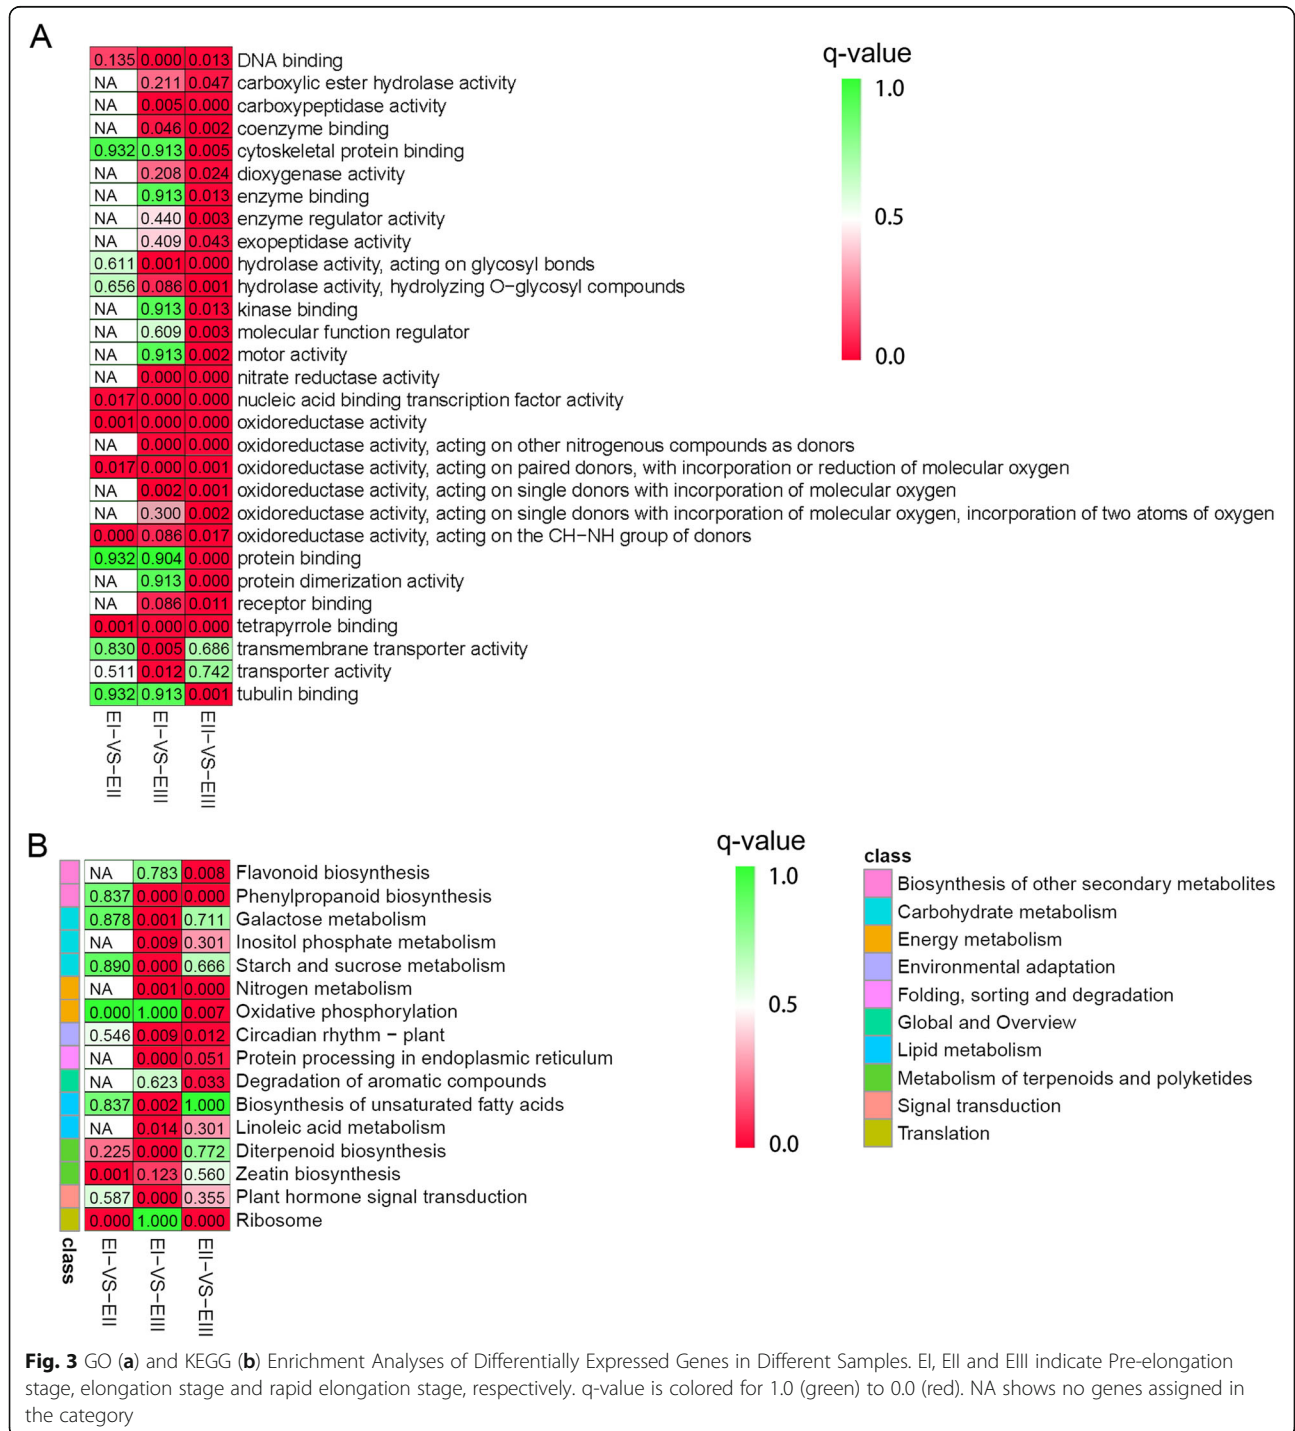 A
0.135 0.000 0.013 DNA binding
NA 0.211 0.047 carboxylic ester hydrolase activity
NA 0.005 0.000 carboxypeptidase activity
NA 0.046 0.002 coenzyme binding
0.932 0.913 0.005 cytoskeletal protein binding
NA 0.208 0.024 dioxygenase activity
NA 0.913 0.013 enzyme binding
NA 0.440 0.003 enzyme regulator activity
NA 0.409 0.043 exopeptidase activity
0.611 0.001 0.000 hydrolase activity, acting on glycosyl bonds
0.656 0.086 0.001 hydrolase activity, hydrolyzing O−glycosyl compounds
NA 0.913 0.013 kinase binding
NA 0.609 0.003 molecular function regulator
NA 0.913 0.002 motor activity
NA 0.000 0.000 nitrate reductase activity
0.017 0.000 0.000 nucleic acid binding transcription factor activity
0.001 0.000 0.000 oxidoreductase activity
NA 0.000 0.000 oxidoreductase activity, acting on other nitrogenous compounds as donors
0.017 0.000 0.001 oxidoreductase activity, acting on paired donors, with incorporation or reduction of molecular oxygen
NA 0.002 0.001 oxidoreductase activity, acting on single donors with incorporation of molecular oxygen
NA 0.300 0.002 oxidoreductase activity, acting on single donors with incorporation of molecular oxygen, incorporation of two atoms of oxygen
0.000 0.086 0.017 oxidoreductase activity, acting on the CH−NH group of donors
0.932 0.904 0.000 protein binding
NA 0.913 0.000 protein dimerization activity
NA 0.086 0.011 receptor binding
0.001 0.000 0.000 tetrapyrrole binding
0.830 0.005 0.686 transmembrane transporter activity
0.511 0.012 0.742 transporter activity
0.932 0.913 0.001 tubulin binding
EI−VS−EII
EI−VS−EIII
EII−VS−EIII
q-value
1.0
0.5
0.0
B
NA 0.783 0.008 Flavonoid biosynthesis
0.837 0.000 0.000 Phenylpropanoid biosynthesis
0.878 0.001 0.711 Galactose metabolism
NA 0.009 0.301 Inositol phosphate metabolism
0.890 0.000 0.666 Starch and sucrose metabolism
NA 0.001 0.000 Nitrogen metabolism
0.000 1.000 0.007 Oxidative phosphorylation
0.546 0.009 0.012 Circadian rhythm − plant
NA 0.000 0.051 Protein processing in endoplasmic reticulum
NA 0.623 0.033 Degradation of aromatic compounds
0.837 0.002 1.000 Biosynthesis of unsaturated fatty acids
NA 0.014 0.301 Linoleic acid metabolism
0.225 0.000 0.772 Diterpenoid biosynthesis
0.001 0.123 0.560 Zeatin biosynthesis
0.587 0.000 0.355 Plant hormone signal transduction
0.000 1.000 0.000 Ribosome
class
EI−VS−EII
EI−VS−EIII
EII−VS−EIII
q-value
1.0
0.5
0.0
class
Biosynthesis of other secondary metabolites
Carbohydrate metabolism
Energy metabolism
Environmental adaptation
Folding, sorting and degradation
Global and Overview
Lipid metabolism
Metabolism of terpenoids and polyketides
Signal transduction
Translation
Fig. 3 GO (a) and KEGG (b) Enrichment Analyses of Differentially Expressed Genes in Different Samples. EI, EII and EIII indicate Pre-elongation
stage, elongation stage and rapid elongation stage, respectively. q-value is colored for 1.0 (green) to 0.0 (red). NA shows no genes assigned in
the category